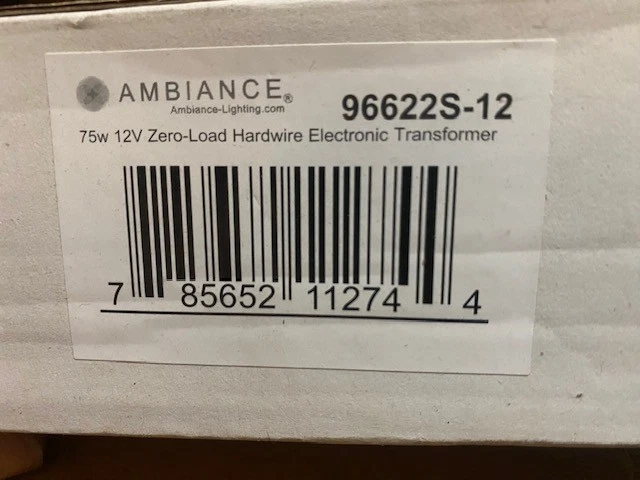 AMBIANCE®
Ambiance-Lighting.com
96622S-12
75w 12V Zero-Load Hardwire Electronic Transformer
7 85652 11274 4